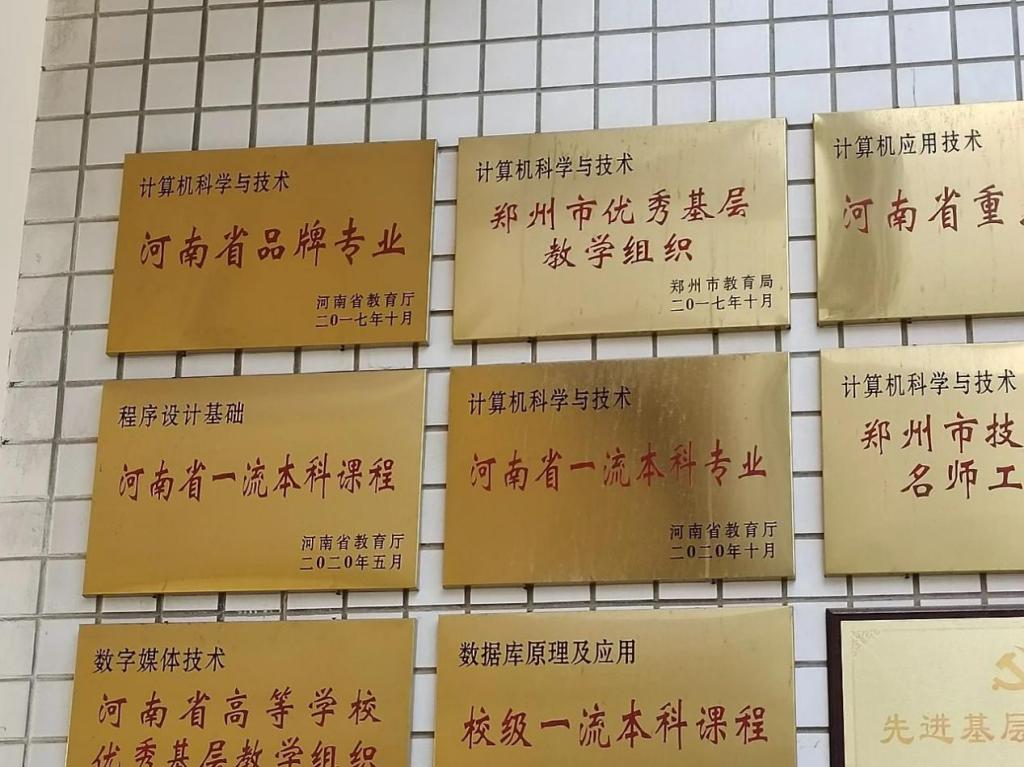 计算机科学与技术
河南省品牌专业
河南省教育厅
二〇一七年十月
计算机科学与技术
郑州市优秀基层
教学组织
郑州市教育局
二〇一七年十月
计算机应用技术
河南省重
程序设计基础
河南省一流本科课程
河南省教育厅
二〇二〇年五月
计算机科学与技术
河南省一流本科专业
河南省教育厅
二〇二〇年十月
计算机科学与技术
郑州市技
名师工
数字媒体技术
河南省高等学校
优秀基层教学组织
数据库原理及应用
校级一流本科课程
先进基层